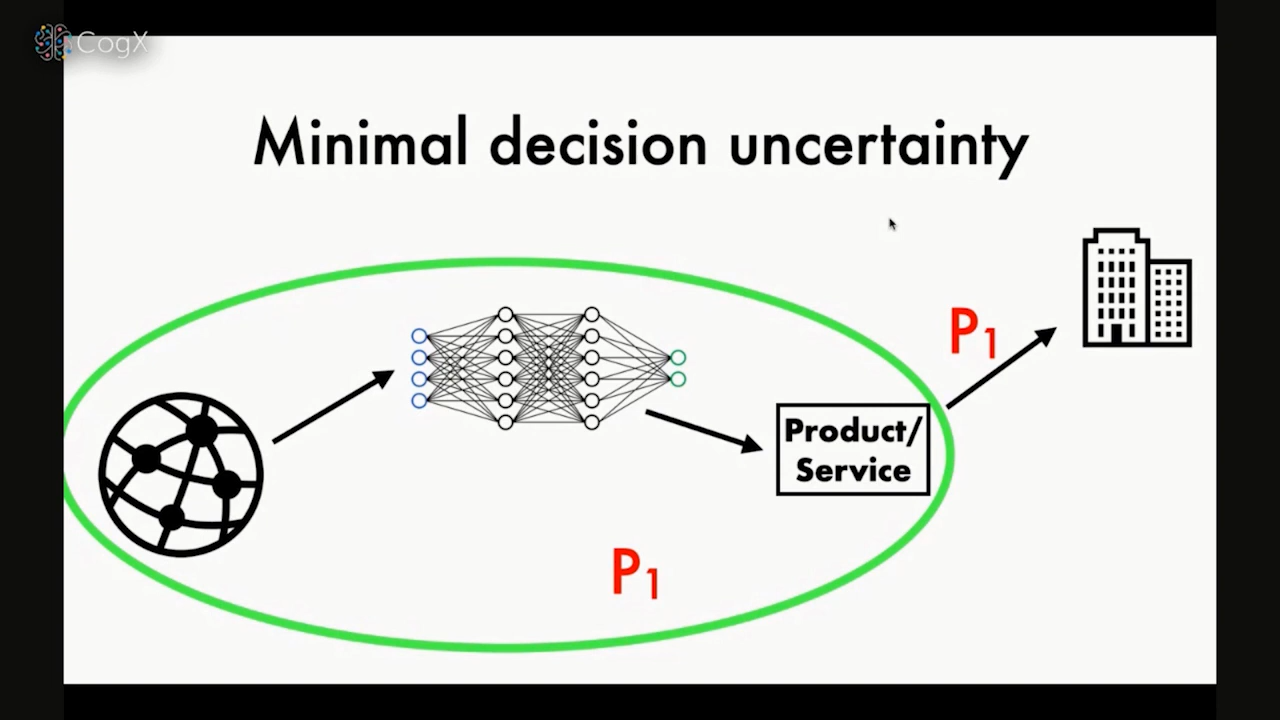 CogX
Minimal decision uncertainty
P₁
Product/
Service
P₁